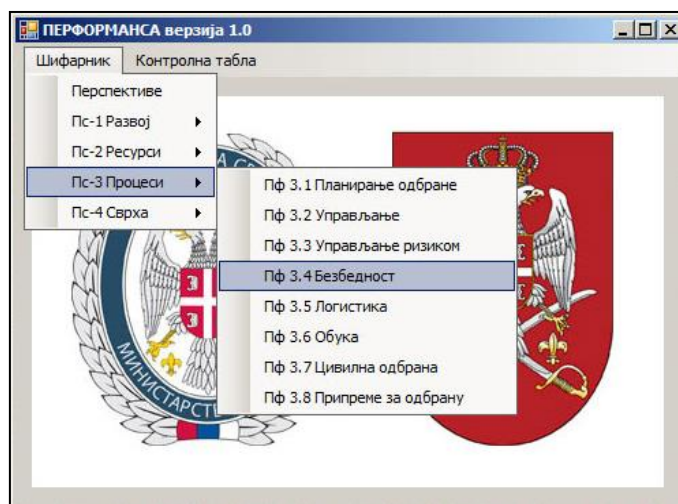 ПЕРФОРМАНСА верзија 1.0
Шифарник Контролна табла
Перспективе
Пс-1 Развој
Пс-2 Ресурси
Пс-3 Процеси
Пс-4 Сврха
Пф 3.1 Планирање одбране
Пф 3.2 Управљање
Пф 3.3 Управљање ризиком
Пф 3.4 Безбедност
Пф 3.5 Логистика
Пф 3.6 Обука
Пф 3.7 Цивилна одбрана
Пф 3.8 Припреме за одбрану